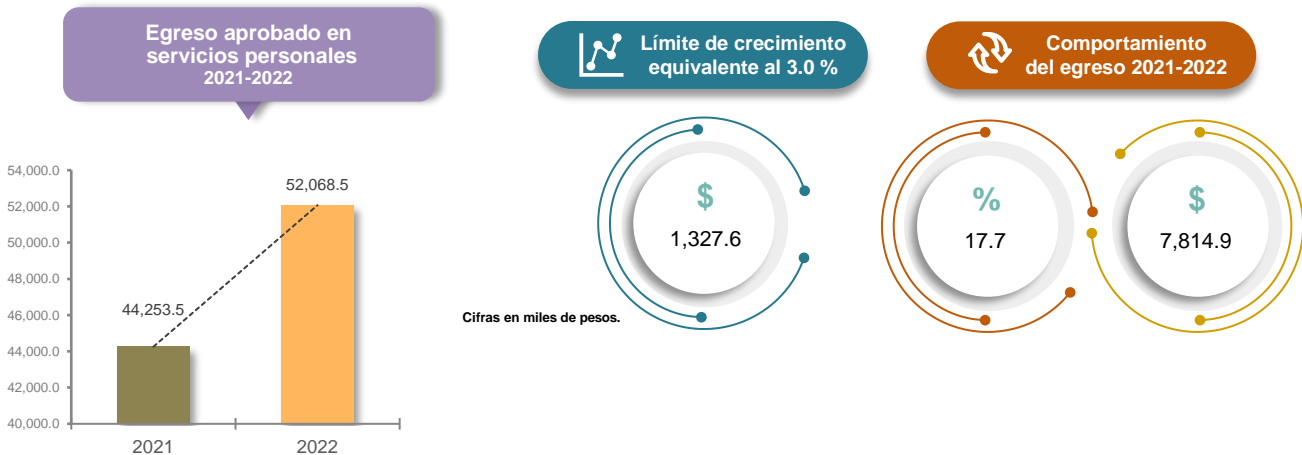 Egreso aprobado en
servicios personales
2021-2022
54,000.0
52,000.0
50,000.0
48,000.0
46,000.0
44,000.0
42,000.0
40,000.0
44,253.5
52,068.5
2021
2022
Límite de crecimiento
equivalente al 3.0 %
$
1,327.6
Cifras en miles de pesos.
Comportamiento
del egreso 2021-2022
%
17.7
$
7,814.9